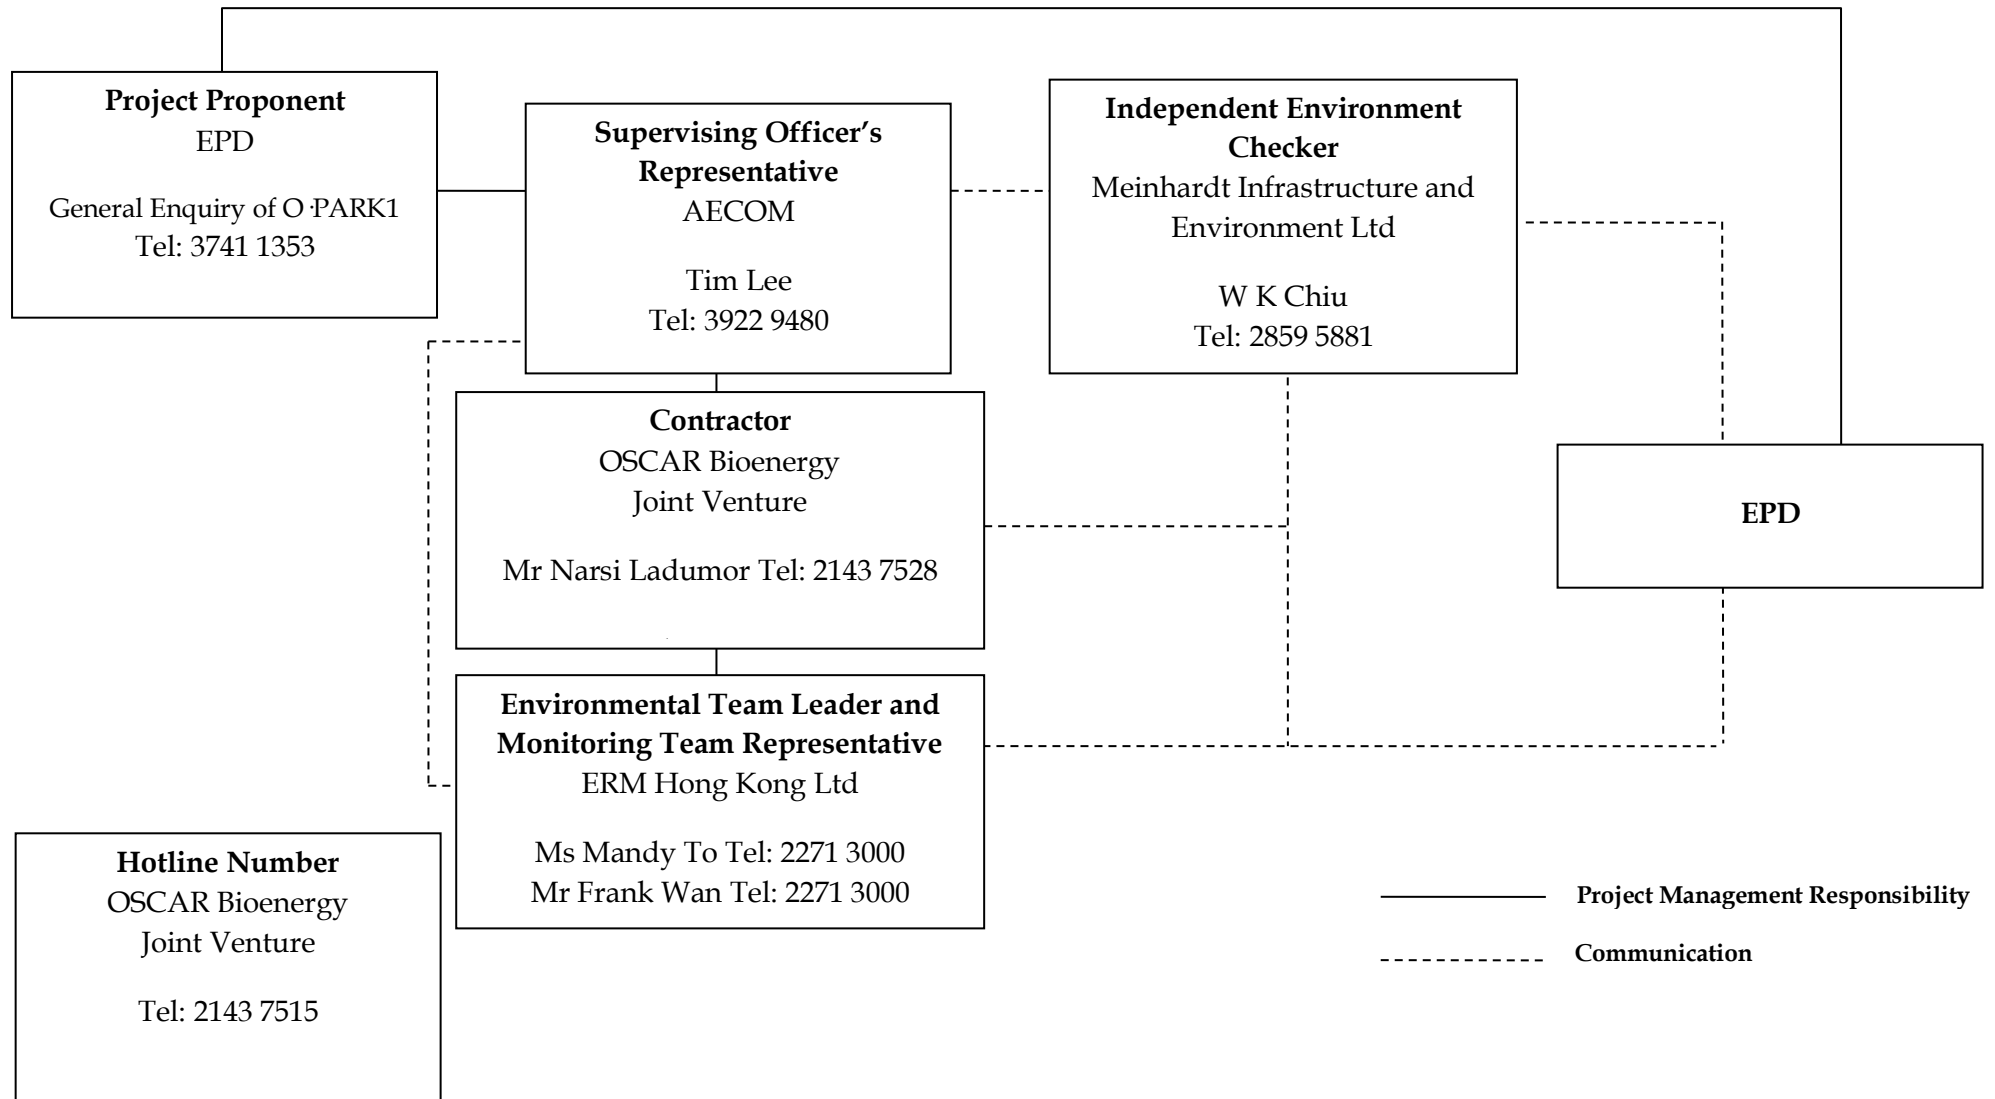 Project Proponent
EPD
General Enquiry of O·PARK1
Tel: 3741 1353
Supervising Officer’s
Representative
AECOM
Tim Lee
Tel: 3922 9480
Independent Environment
Checker
Meinhardt Infrastructure and
Environment Ltd
W K Chiu
Tel: 2859 5881
Contractor
OSCAR Bioenergy
Joint Venture
Mr Narsi Ladumor Tel: 2143 7528
EPD
Environmental Team Leader and
Monitoring Team Representative
ERM Hong Kong Ltd
Ms Mandy To Tel: 2271 3000
Mr Frank Wan Tel: 2271 3000
Hotline Number
OSCAR Bioenergy
Joint Venture
Tel: 2143 7515
Project Management Responsibility
Communication